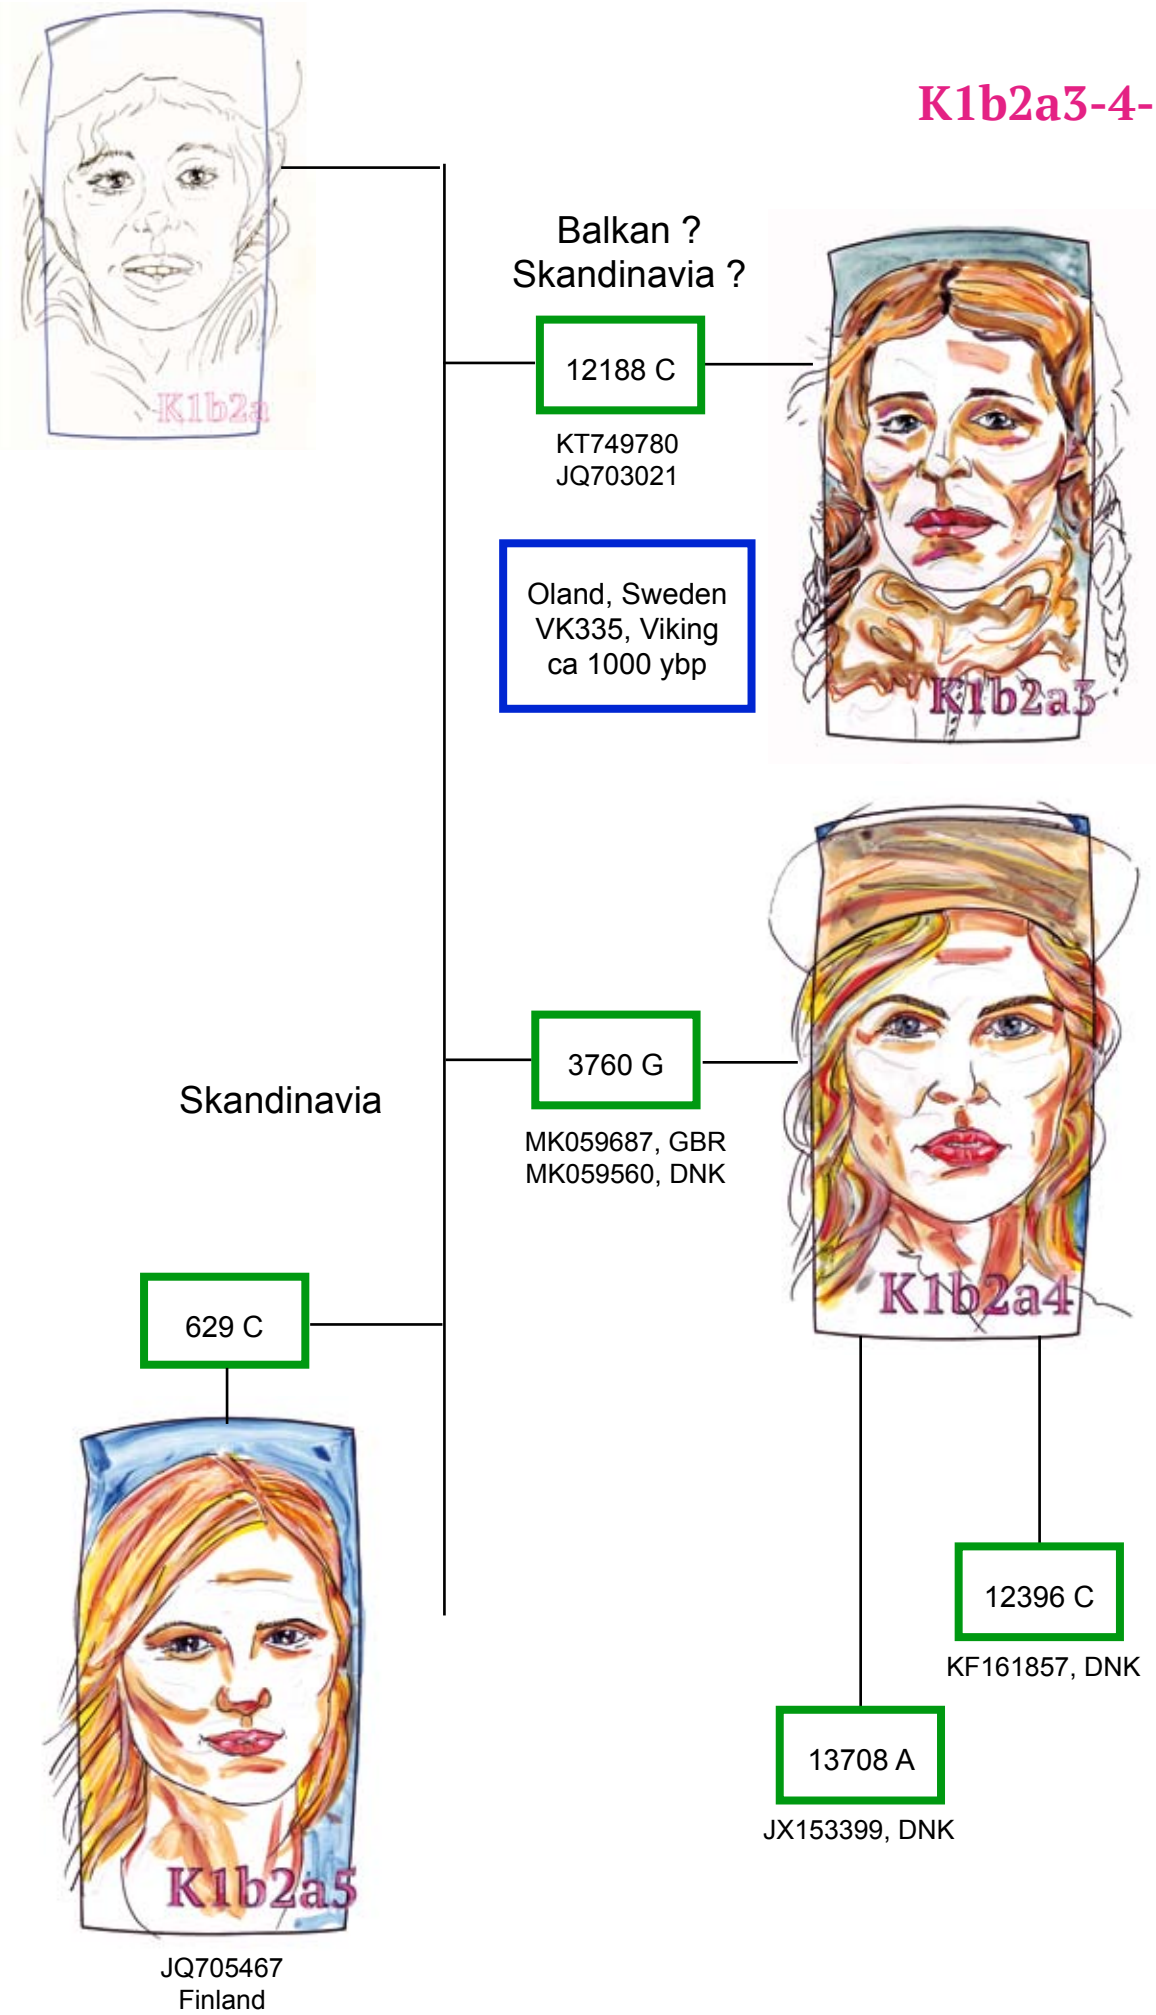 K1b2a3-4-
K1b2a
Balkan ?
Skandinavia ?
12188 C
KT749780
JQ703021
Oland, Sweden
VK335, Viking
ca 1000 ybp
K1b2a3
3760 G
MK059687, GBR
MK059560, DNK
Skandinavia
K1b2a4
629 C
12396 C
KF161857, DNK
13708 A
JX153399, DNK
K1b2a5
JQ705467
Finland